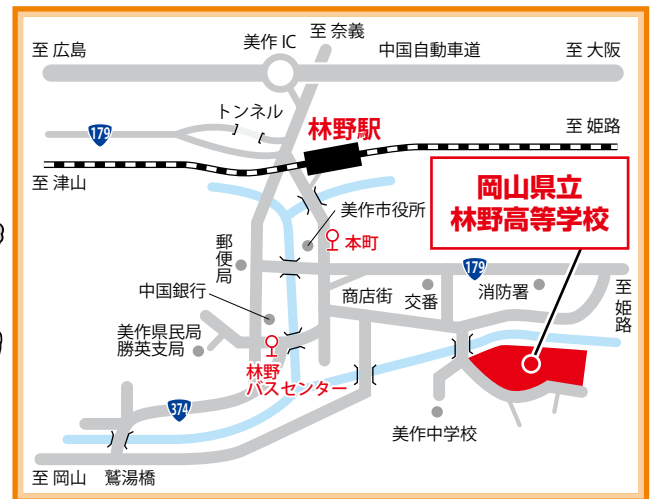 至 広島
美作 IC
至 奈義
中国自動車道
至 大阪
トンネル
179
林野駅
至 姫路
至 津山
岡山県立
林野高等学校
美作市役所
本町
郵便局
179
中国銀行
商店街
交番
消防署
至 姫路
美作県民局
勝英支局
林野
バスセンター
374
美作中学校
至 岡山
鷲湯橋